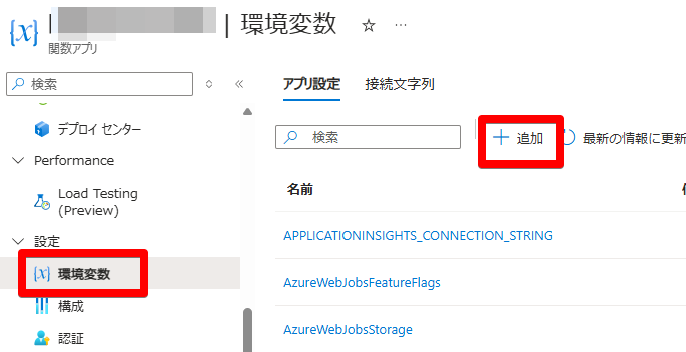 | 環境変数
関数アプリ
検索
デプロイ センター
Performance
Load Testing
(Preview)
設定
{x} 環境変数
構成
認証
アプリ設定 接続文字列
検索
追加
最新の情報に更新
名前
APPLICATIONINSIGHTS_CONNECTION_STRING
AzureWebJobsFeatureFlags
AzureWebJobsStorage